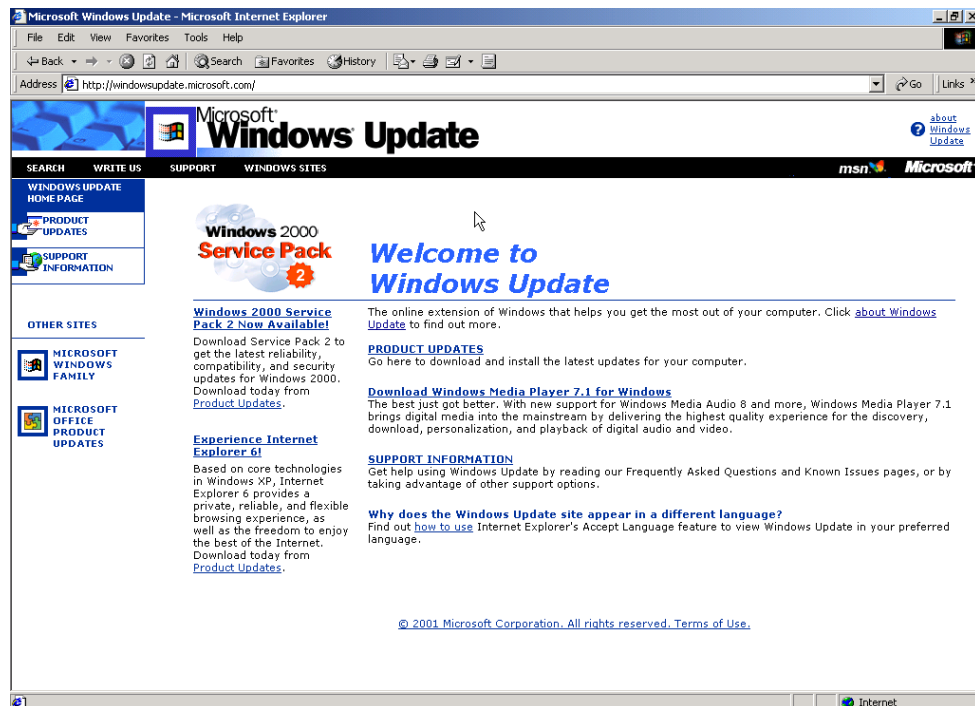 Microsoft Windows Update - Microsoft Internet Explorer
File Edit View Favorites Tools Help
Back Search Favorites History
Address http://windowsupdate.microsoft.com/ Go Links »
Microsoft
Windows Update
about
Windows
Update
SEARCH WRITE US SUPPORT WINDOWS SITES
msn Microsoft
WINDOWS UPDATE
HOME PAGE
PRODUCT
UPDATES
SUPPORT
INFORMATION
OTHER SITES
MICROSOFT
WINDOWS
FAMILY
MICROSOFT
OFFICE
PRODUCT
UPDATES
Windows 2000
Service Pack
2
Windows 2000 Service
Pack 2 Now Available!
Download Service Pack 2 to
get the latest reliability,
compatibility, and security
updates for Windows 2000.
Download today from
Product Updates.
Experience Internet
Explorer 6!
Based on core technologies
in Windows XP, Internet
Explorer 6 provides a
private, reliable, and flexible
browsing experience, as
well as the freedom to enjoy
the best of the Internet.
Download today from
Product Updates.
Welcome to
Windows Update
The online extension of Windows that helps you get the most out of your computer. Click about Windows
Update to find out more.
PRODUCT UPDATES
Go here to download and install the latest updates for your computer.
Download Windows Media Player 7.1 for Windows
The best just got better. With new support for Windows Media Audio 8 and more, Windows Media Player 7.1
brings digital media into the mainstream by delivering the highest quality experience for the discovery,
download, personalization, and playback of digital audio and video.
SUPPORT INFORMATION
Get help using Windows Update by reading our Frequently Asked Questions and Known Issues pages, or by
taking advantage of other support options.
Why does the Windows Update site appear in a different language?
Find out how to use Internet Explorer's Accept Language feature to view Windows Update in your preferred
language.
© 2001 Microsoft Corporation. All rights reserved. Terms of Use.
Internet